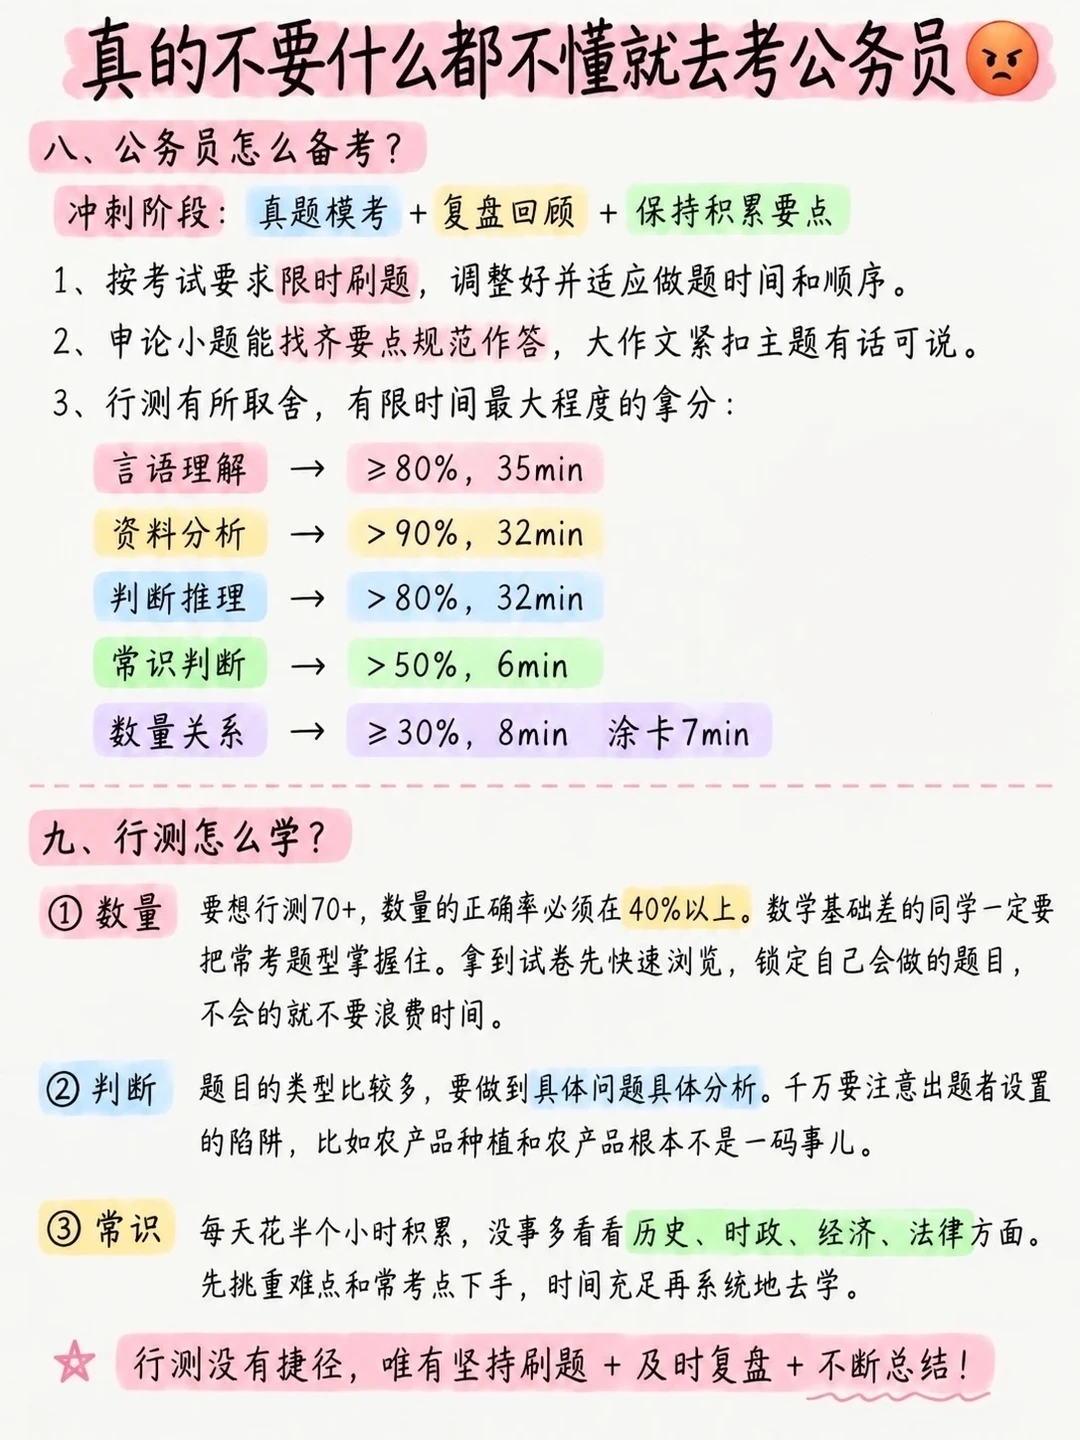 真的不要什么都不懂就去考公务员😡
八、公务员怎么备考？
冲刺阶段：真题模考 + 复盘回顾 + 保持积累要点
1、按考试要求限时刷题，调整好并适应做题时间和顺序。
2、申论小题能找齐要点规范作答，大作文紧扣主题有话可说。
3、行测有所取舍，有限时间最大程度的拿分：
言语理解 → ≥80%，35min
资料分析 → >90%，32min
判断推理 → >80%，32min
常识判断 → >50%，6min
数量关系 → ≥30%，8min 涂卡7min
九、行测怎么学？
① 数量 要想行测70+，数量的正确率必须在40%以上。数学基础差的同学一定要
把常考题型掌握住。拿到试卷先快速浏览，锁定自己会做的题目，
不会的就不要浪费时间。
② 判断 题目的类型比较多，要做到具体问题具体分析。千万要注意出题者设置
的陷阱，比如农产品种植和农产品根本不是一码事儿。
③ 常识 每天花半个小时积累，没事多看看历史、时政、经济、法律方面。
先挑重难点和常考点下手，时间充足再系统地去学。
行测没有捷径，唯有坚持刷题 + 及时复盘 + 不断总结！